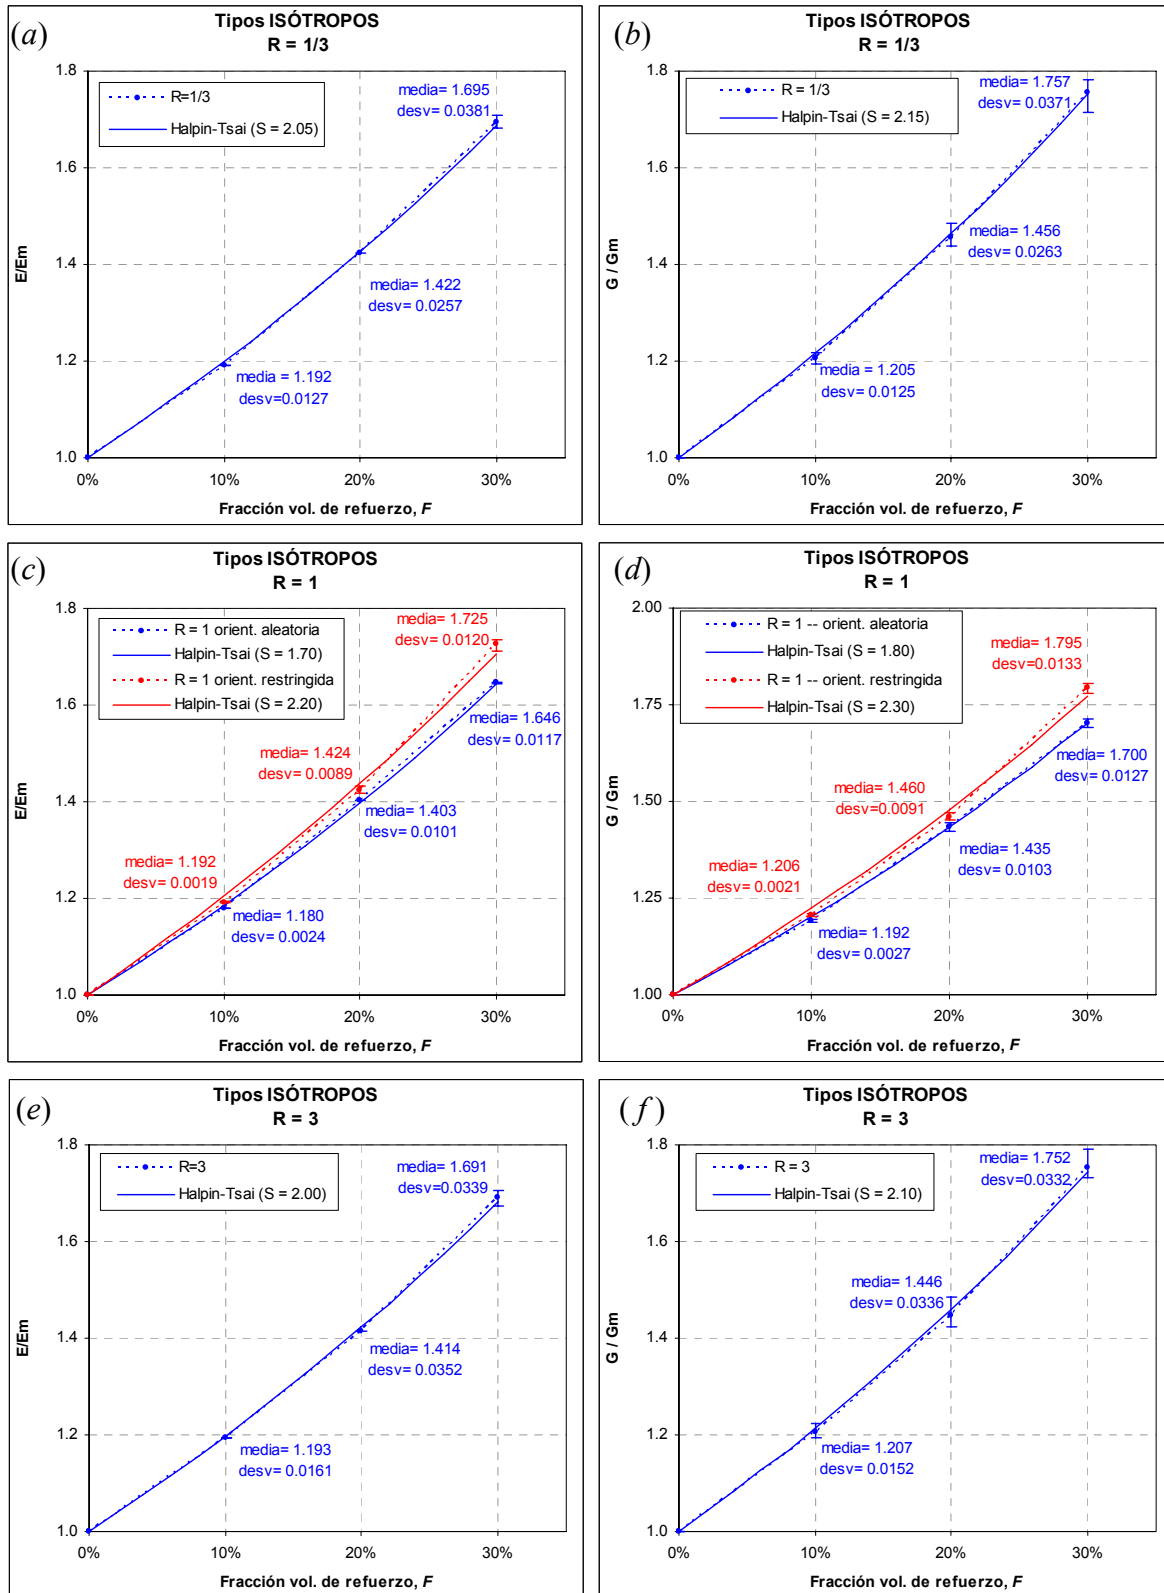 (a)
Tipos ISÓTROPOS
R = 1/3
1.8
1.6
1.4
1.2
1.0
E/Em
R=1/3
Halpin-Tsai (S = 2.05)
media= 1.695
desv= 0.0381
media= 1.422
desv= 0.0257
media = 1.192
desv=0.0127
0%
10%
20%
30%
Fracción vol. de refuerzo, F
(b)
Tipos ISÓTROPOS
R = 1/3
1.8
1.6
1.4
1.2
1.0
G / Gm
R=1/3
Halpin-Tsai (S = 2.15)
media= 1.757
desv= 0.0371
media= 1.456
desv= 0.0263
media= 1.205
desv= 0.0125
0%
10%
20%
30%
Fracción vol. de refuerzo, F
(c)
Tipos ISÓTROPOS
R = 1
1.8
1.6
1.4
1.2
1.0
E/Em
R = 1 orient. aleatoria
Halpin-Tsai (S = 1.70)
R = 1 orient. restringida
Halpin-Tsai (S = 2.20)
media= 1.725
desv= 0.0120
media= 1.646
desv= 0.0117
media= 1.424
desv= 0.0089
media= 1.403
desv= 0.0101
media= 1.192
desv= 0.0019
media= 1.180
desv= 0.0024
0%
10%
20%
30%
Fracción vol. de refuerzo, F
(d)
Tipos ISÓTROPOS
R = 1
2.00
1.75
1.50
1.25
1.00
G / Gm
R = 1 -- orient. aleatoria
Halpin-Tsai (S = 1.80)
R = 1 -- orient. restringida
Halpin-Tsai (S = 2.30)
media= 1.795
desv=0.0133
media= 1.700
desv= 0.0127
media= 1.460
desv=0.0091
media= 1.435
desv= 0.0103
media= 1.206
desv= 0.0021
media= 1.192
desv= 0.0027
0%
10%
20%
30%
Fracción vol. de refuerzo, F
(e)
Tipos ISÓTROPOS
R = 3
1.8
1.6
1.4
1.2
1.0
E/Em
R=3
Halpin-Tsai (S = 2.00)
media= 1.691
desv=0.0339
media= 1.414
desv= 0.0352
media= 1.193
desv= 0.0161
0%
10%
20%
30%
Fracción vol. de refuerzo, F
(f)
Tipos ISÓTROPOS
R = 3
1.8
1.6
1.4
1.2
1.0
G / Gm
R = 3
Halpin-Tsai (S = 2.10)
media= 1.752
desv=0.0332
media= 1.446
desv= 0.0336
media= 1.207
desv= 0.0152
0%
10%
20%
30%
Fracción vol. de refuerzo, F